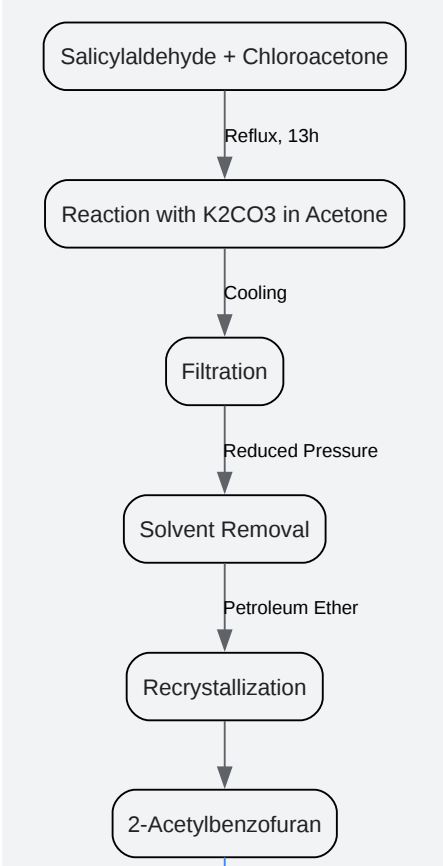 Salicylaldehyde + Chloroacetone
Reflux, 13h
Reaction with K2CO3 in Acetone
Cooling
Filtration
Reduced Pressure
Solvent Removal
Petroleum Ether
Recrystallization
2-Acetylbenzofuran